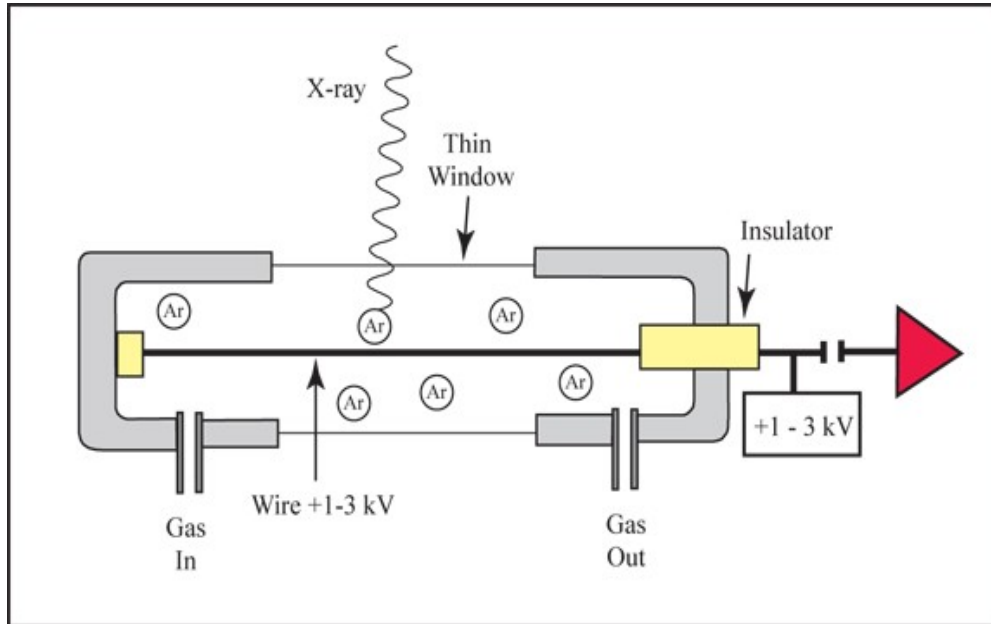 X-ray
Thin
Window
Insulator
Ar
Ar
Ar
Ar
Ar
Ar
+1 - 3 kV
Wire +1-3 kV
Gas
In
Gas
Out